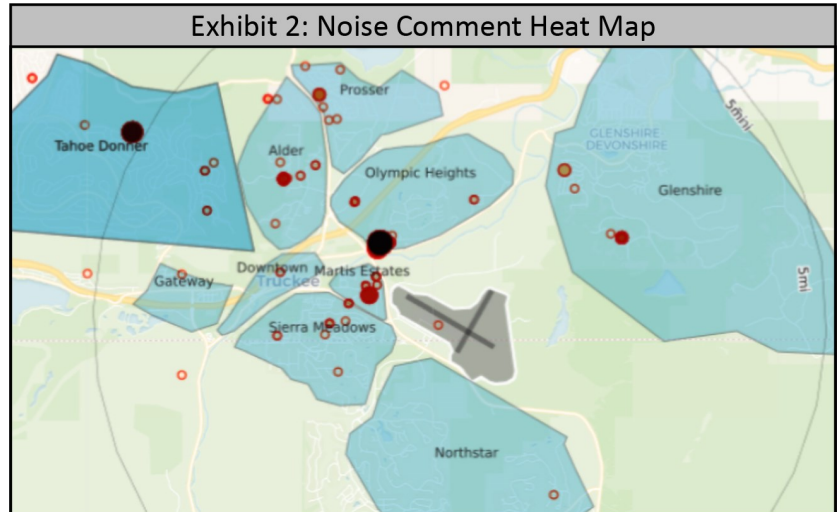 Exhibit 2: Noise Comment Heat Map
Prosser
Tahoe Donner
Alder
Olympic Heights
GLENSHIRE
DEVONSHIRE
Glenshire
5mini
Downtown
Martis Estates
Gateway
Truckee
5mi
Sierra Meadows
Northstar